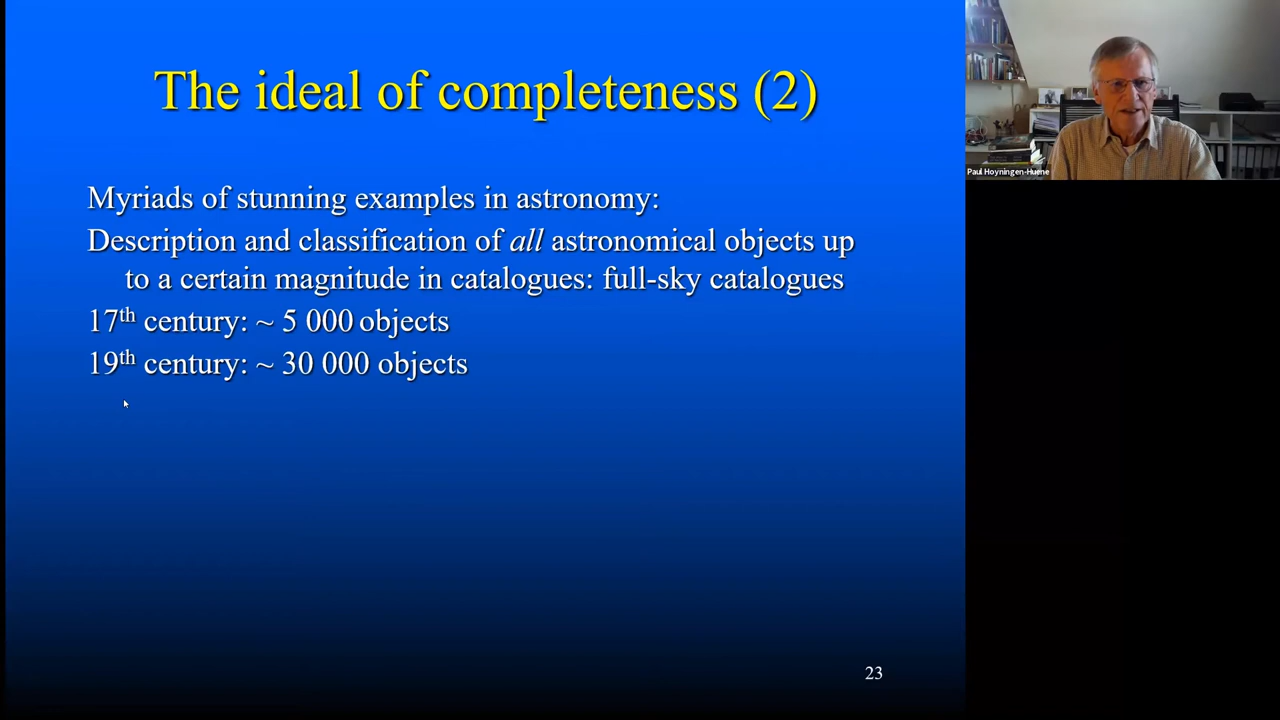 The ideal of completeness (2)
Myriads of stunning examples in astronomy:
Description and classification of all astronomical objects up
to a certain magnitude in catalogues: full-sky catalogues
17th century: ~ 5 000 objects
19th century: ~ 30 000 objects
23
Paul Hoyningen-Huene